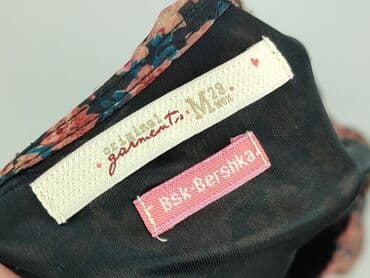 original
garments
M 28
MEX
Bsk-Bershka